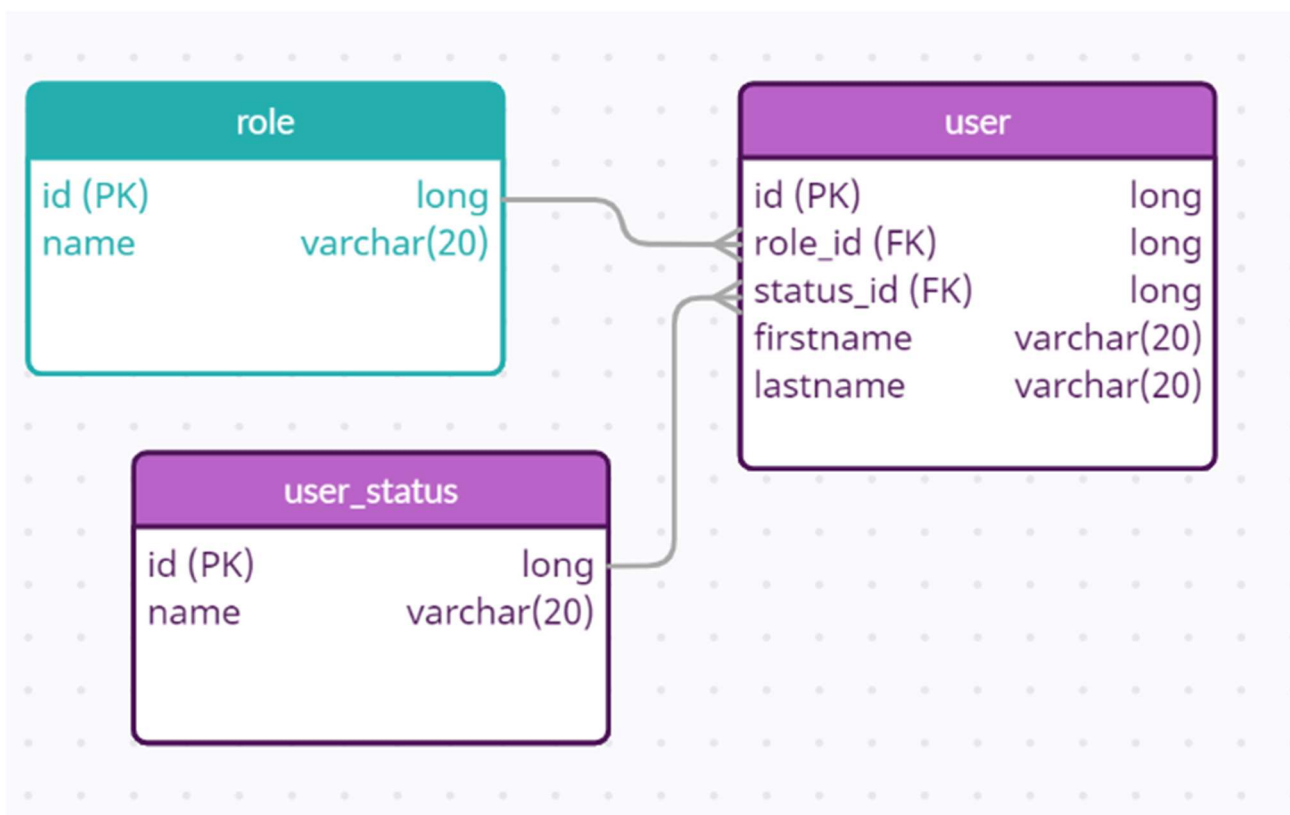 role
id (PK) long
name varchar(20)
user
id (PK) long
role_id (FK) long
status_id (FK) long
firstname varchar(20)
lastname varchar(20)
user_status
id (PK) long
name varchar(20)